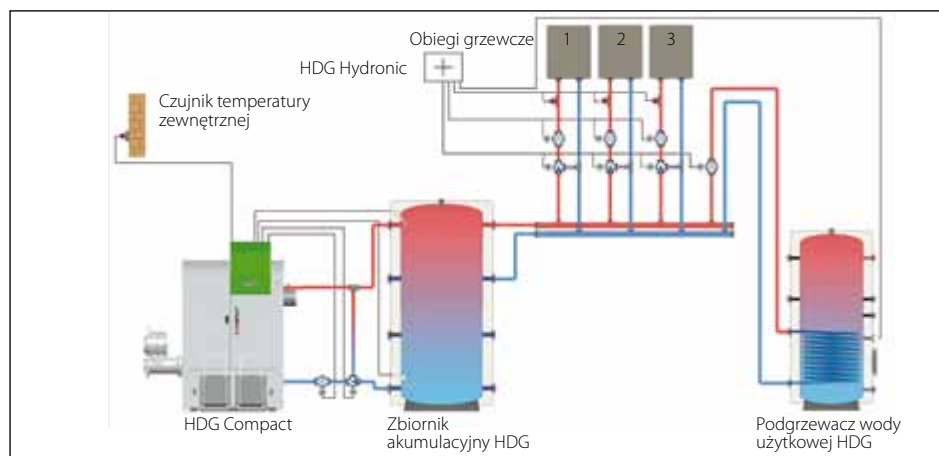 Obiegi grzewcze
1
2
3
HDG Hydronic
Czujnik temperatury
zewnętrznej
HDG Compact
Zbiornik
akumulacyjny HDG
Podgrzewacz wody
użytkowej HDG